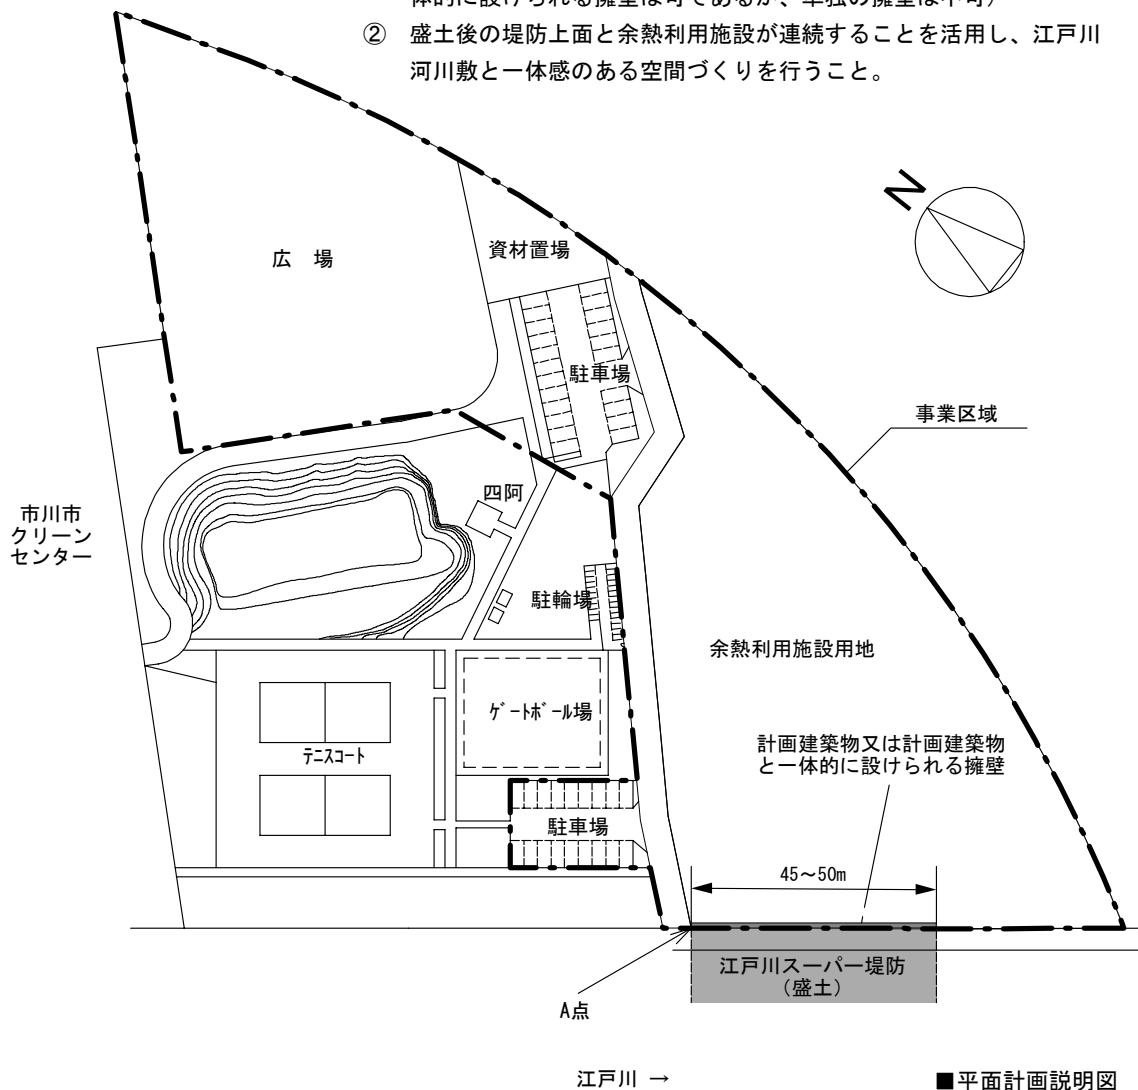 体的に設けられる擁壁は可であるが、単独の擁壁は不可）
② 盛土後の堤防上面と余熱利用施設が連続することを活用し、江戸川
河川敷と一体感のある空間づくりを行うこと。
N
広　場
資材置場
駐車場
事業区域
市川市
クリーン
センター
四阿
駐輪場
余熱利用施設用地
ｹﾞｰﾄﾎﾞｰﾙ場
計画建築物又は計画建築物
と一体的に設けられる擁壁
ﾃﾆｽｺｰﾄ
駐車場
45～50m
江戸川スーパー堤防
（盛土）
A点
江戸川 →
■平面計画説明図